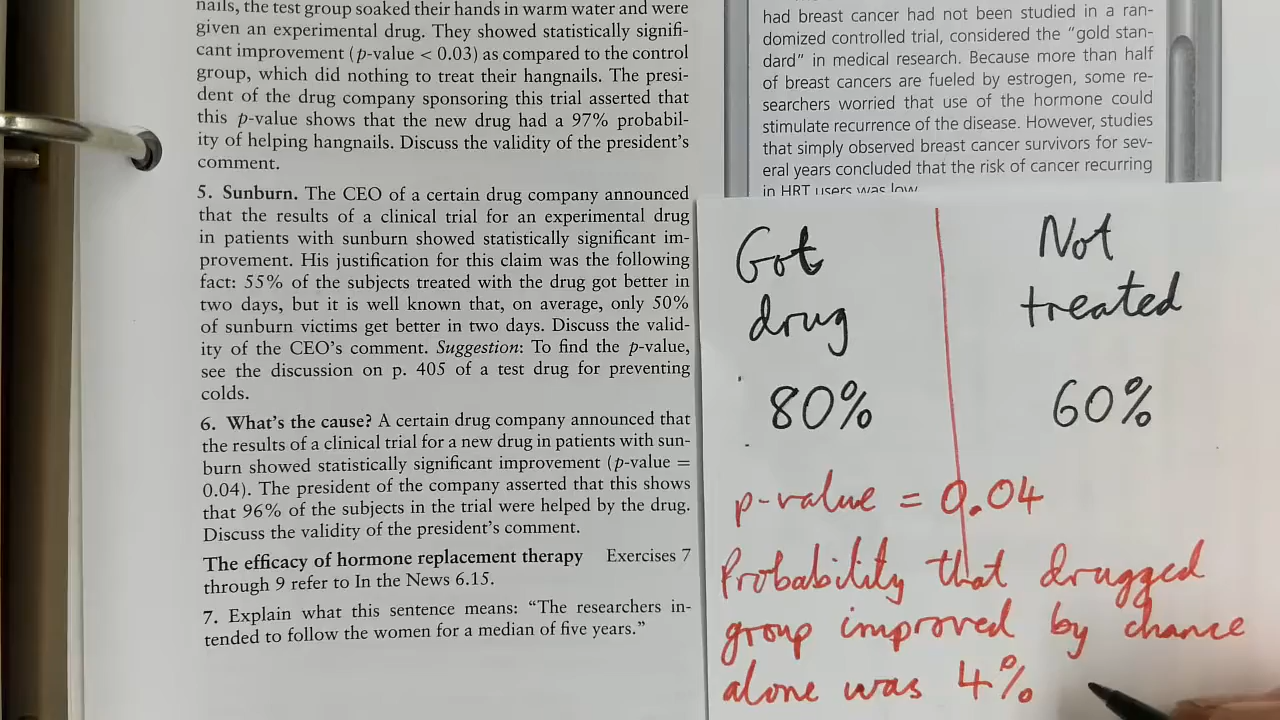 nails, the test group soaked their hands in warm water and were
given an experimental drug. They showed statistically signifi-
cant improvement (p-value < 0.03) as compared to the control
group, which did nothing to treat their hangnails. The presi-
dent of the drug company sponsoring this trial asserted that
this p-value shows that the new drug had a 97% probabil-
ity of helping hangnails. Discuss the validity of the president's
comment.
5. Sunburn. The CEO of a certain drug company announced
that the results of a clinical trial for an experimental drug
in patients with sunburn showed statistically significant im-
provement. His justification for this claim was the following
fact: 55% of the subjects treated with the drug got better in
two days, but it is well known that, on average, only 50%
of sunburn victims get better in two days. Discuss the valid-
ity of the CEO's comment. Suggestion: To find the p-value,
see the discussion on p. 405 of a test drug for preventing
colds.
6. What's the cause? A certain drug company announced that
the results of a clinical trial for a new drug in patients with sun-
burn showed statistically significant improvement (p-value =
0.04). The president of the company asserted that this shows
that 96% of the subjects in the trial were helped by the drug.
Discuss the validity of the president's comment.
The efficacy of hormone replacement therapy Exercises 7
through 9 refer to In the News 6.15.
7. Explain what this sentence means: "The researchers in-
tended to follow the women for a median of five years."
had breast cancer had not been studied in a ran-
domized controlled trial, considered the "gold stan-
dard" in medical research. Because more than half
of breast cancers are fueled by estrogen, some re-
searchers worried that use of the hormone could
stimulate recurrence of the disease. However, studies
that simply observed breast cancer survivors for sev-
eral years concluded that the risk of cancer recurring
in HRT users was low
Got drug
80%
Not treated
60%
p-value = 0.04
Probability that drugged
group improved by chance
alone was 4%